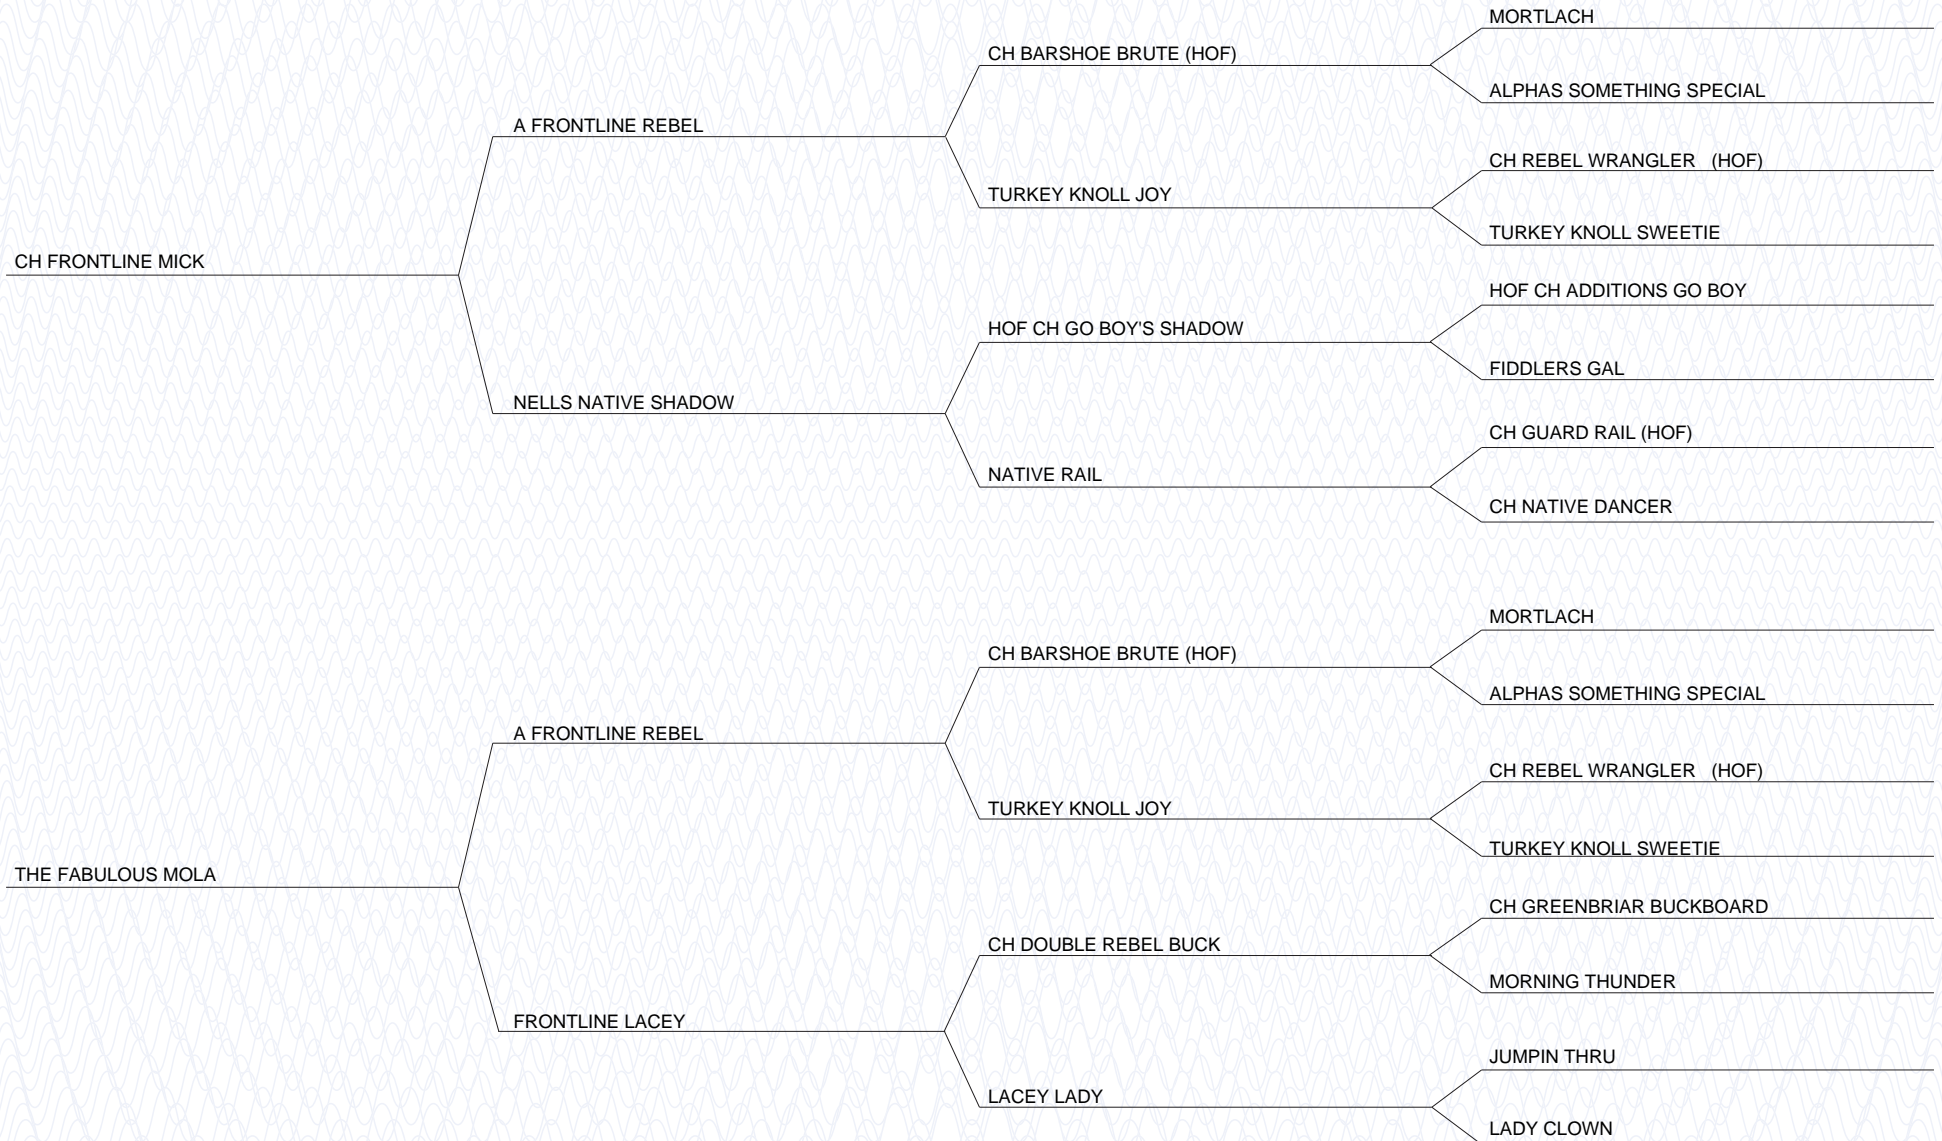 MORTLACH
CH BARSHOE BRUTE (HOF)
ALPHAS SOMETHING SPECIAL
A FRONTLINE REBEL
CH REBEL WRANGLER   (HOF)
TURKEY KNOLL JOY
TURKEY KNOLL SWEETIE
CH FRONTLINE MICK
HOF CH ADDITIONS GO BOY
HOF CH GO BOY'S SHADOW
FIDDLERS GAL
NELLS NATIVE SHADOW
CH GUARD RAIL (HOF)
NATIVE RAIL
CH NATIVE DANCER
MORTLACH
CH BARSHOE BRUTE (HOF)
ALPHAS SOMETHING SPECIAL
A FRONTLINE REBEL
CH REBEL WRANGLER   (HOF)
TURKEY KNOLL JOY
TURKEY KNOLL SWEETIE
THE FABULOUS MOLA
CH GREENBRIAR BUCKBOARD
CH DOUBLE REBEL BUCK
MORNING THUNDER
FRONTLINE LACEY
JUMPIN THRU
LACEY LADY
LADY CLOWN